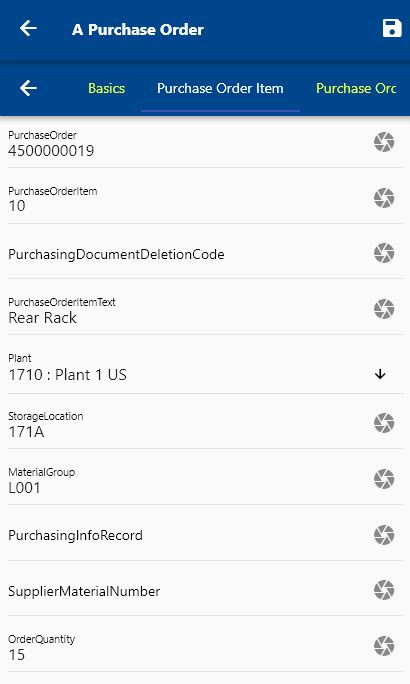 A Purchase Order
Basics Purchase Order Item Purchase Orc
PurchaseOrder
4500000019
PurchaseOrderItem
10
PurchasingDocumentDeletionCode
PurchaseOrderItemText
Rear Rack
Plant
1710 : Plant 1 US
StorageLocation
171A
MaterialGroup
L001
PurchasingInfoRecord
SupplierMaterialNumber
OrderQuantity
15